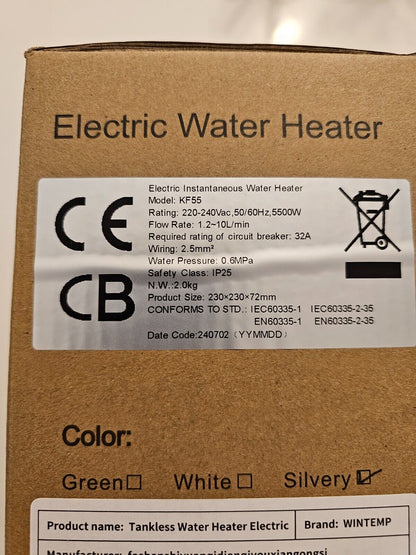 Electric Water Heater
CE
CB
Electric Instantaneous Water Heater
Model: KF55
Rating: 220-240Vac,50/60Hz,5500W
Flow Rate: 1.2~10L/min
Required rating of circuit breaker: 32A
Wiring: 2.5mm²
Water Pressure: 0.6MPa
Safety Class: IP25
N.W.:2.0kg
Product Size: 230×230×72mm
CONFORMS TO STD.: IEC60335-1 IEC60335-2-35
EN60335-1 EN60335-2-35
Date Code:240702 (YYMMDD)
Color:
Green☐ White☐ Silvery☑
Product name: Tankless Water Heater Electric Brand: WINTEMP